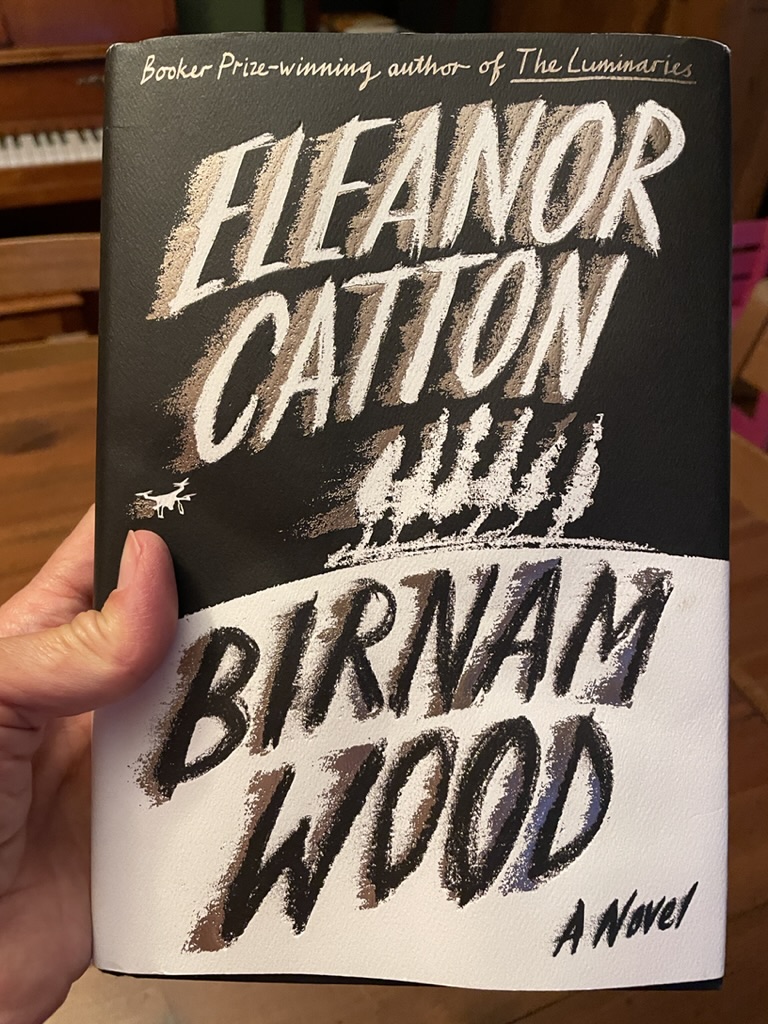 Booker Prize-winning author of The Luminaries
ELEANOR
CATTON
BIRNAM
WOOD
A Novel